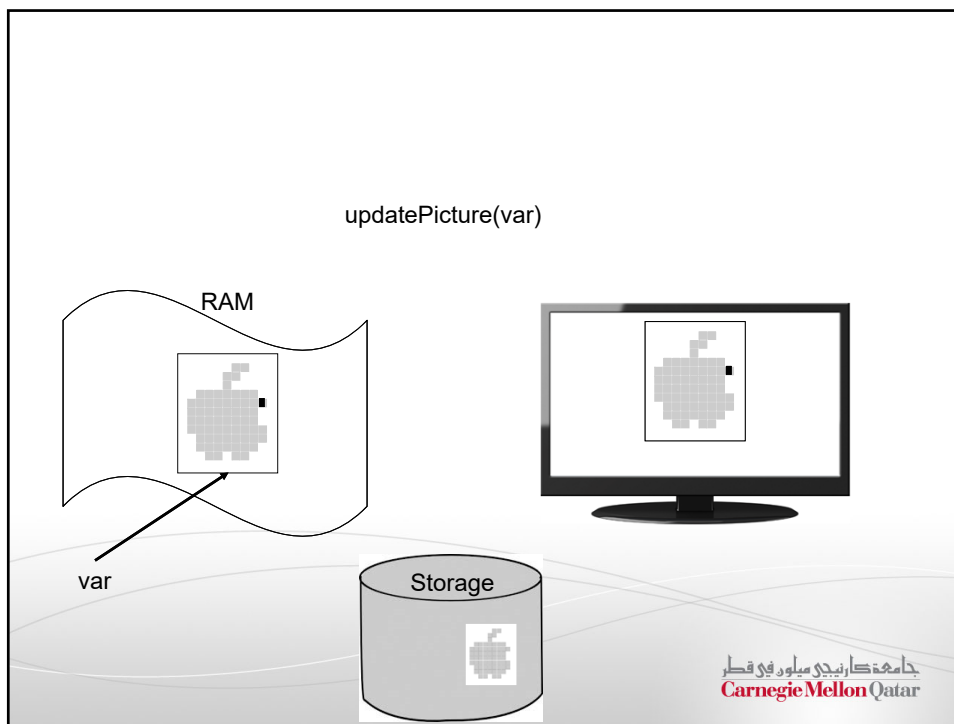 updatePicture(var)
RAM
var
Storage
جامعة كارنيجي ميلون في قطر
Carnegie Mellon Qatar